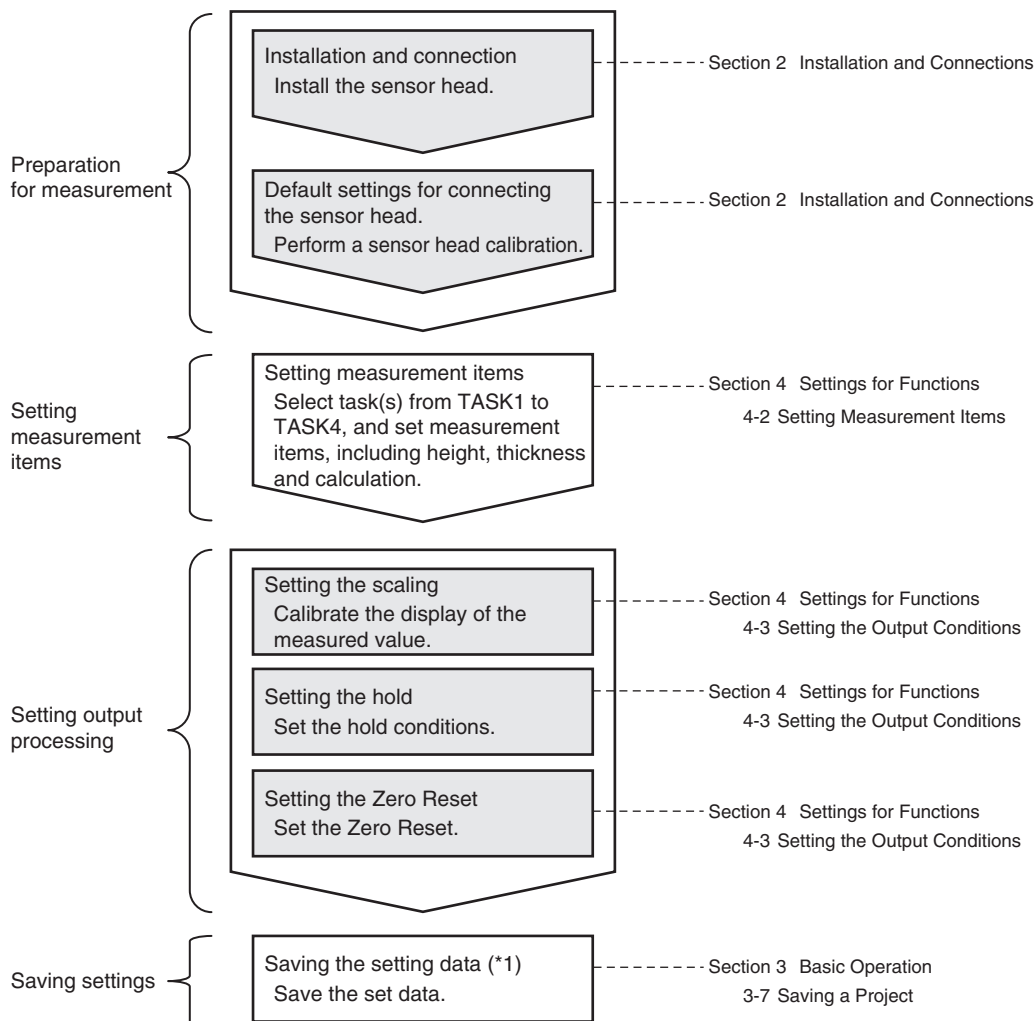 Preparation
for measurement
Installation and connection
Install the sensor head.
Section 2 Installation and Connections
Default settings for connecting
the sensor head.
Perform a sensor head calibration.
Section 2 Installation and Connections
Setting
measurement
items
Setting measurement items
Select task(s) from TASK1 to
TASK4, and set measurement
items, including height, thickness
and calculation.
Section 4 Settings for Functions
4-2 Setting Measurement Items
Setting output
processing
Setting the scaling
Calibrate the display of the
measured value.
Section 4 Settings for Functions
4-3 Setting the Output Conditions
Setting the hold
Set the hold conditions.
Section 4 Settings for Functions
4-3 Setting the Output Conditions
Setting the Zero Reset
Set the Zero Reset.
Section 4 Settings for Functions
4-3 Setting the Output Conditions
Saving settings
Saving the setting data (*1)
Save the set data.
Section 3 Basic Operation
3-7 Saving a Project